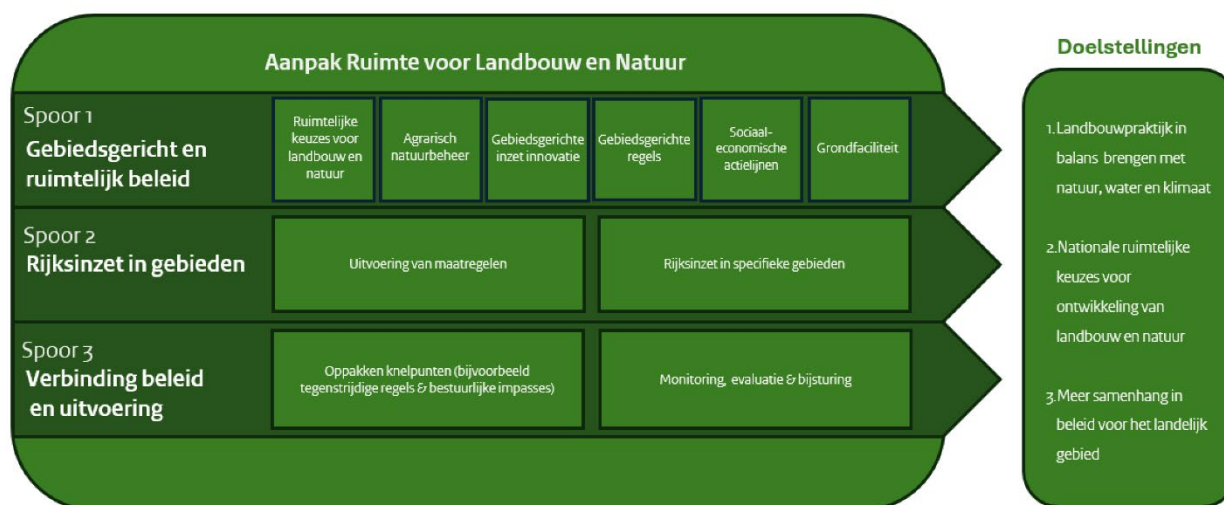 Aanpak Ruimte voor Landbouw en Natuur
Spoor 1
Gebiedsgericht en
ruimtelijk beleid
Ruimtelijke
keuzes voor
landbouw en
natuur
Agrarisch
natuurbeheer
Gebiedsgerichte
inzet innovatie
Gebiedsgerichte
regels
Sociaal-
economische
actielijnen
Grondfaciliteit
Spoor 2
Rijksinzet in gebieden
Uitvoering van maatregelen
Rijksinzet in specifieke gebieden
Spoor 3
Verbinding beleid
en uitvoering
Oppakken knelpunten (bijvoorbeeld
tegenstrijdige regels & bestuurlijke impasses)
Monitoring, evaluatie & bijsturing
Doelstellingen
1.Landbouwpraktijk in
balans brengen met
natuur, water en klimaat
2.Nationale ruimtelijke
keuzes voor
ontwikkeling van
landbouw en natuur
3.Meer samenhang in
beleid voor het landelijk
gebied